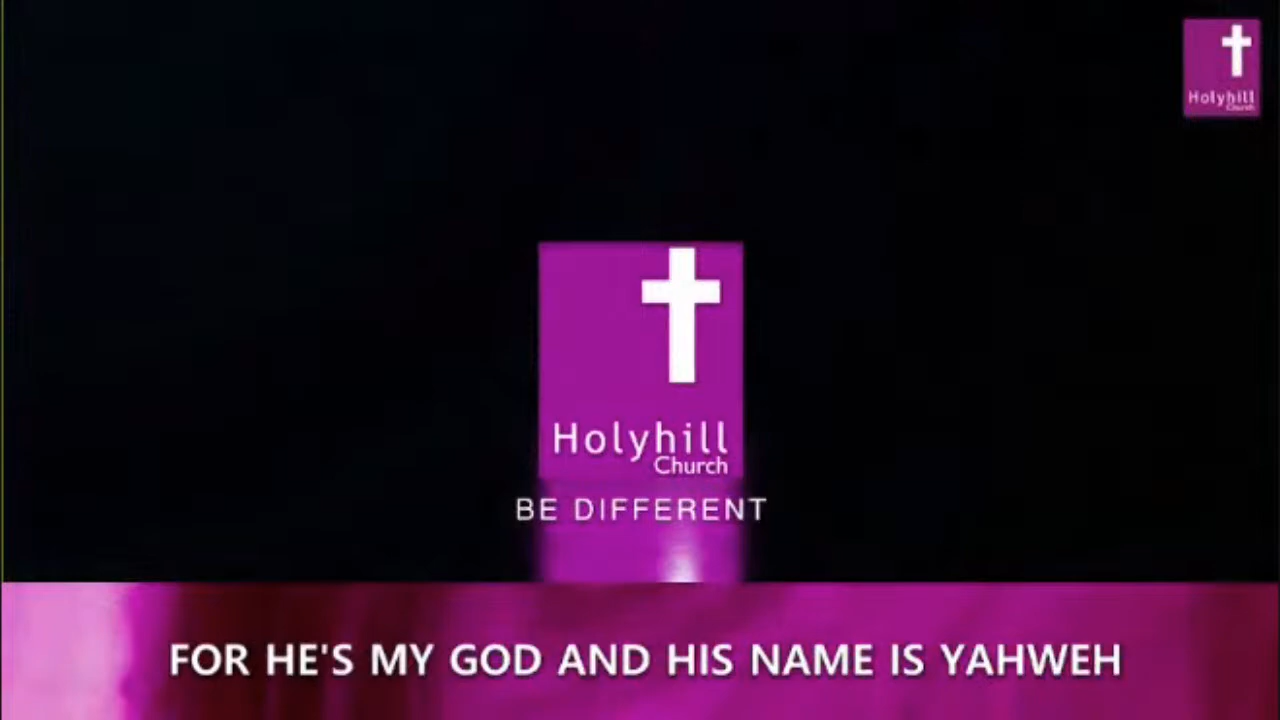 Holyhill
Church
Holyhill
Church
BE DIFFERENT
FOR HE'S MY GOD AND HIS NAME IS YAHWEH